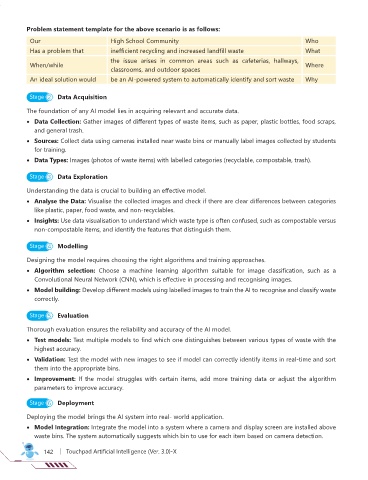 Problem statement template for the above scenario is as follows:
Our High School Community Who
Has a problem that inefficient recycling and increased landfill waste What
When/while the issue arises in common areas such as cafeterias, hallways, classrooms, and outdoor spaces Where
An ideal solution would be an AI-powered system to automatically identify and sort waste Why
Stage Data Acquisition
The foundation of any AI model lies in acquiring relevant and accurate data.
• Data Collection: Gather images of different types of waste items, such as paper, plastic bottles, food scraps,
and general trash.
• Sources: Collect data using cameras installed near waste bins or manually label images collected by students
for training.
• Data Types: Images (photos of waste items) with labelled categories (recyclable, compostable, trash).
Stage Data Exploration
Understanding the data is crucial to building an effective model.
• Analyse the Data: Visualise the collected images and check if there are clear differences between categories
like plastic, paper, food waste, and non-recyclables.
• Insights: Use data visualisation to understand which waste type is often confused, such as compostable versus
non-compostable items, and identify the features that distinguish them.
Stage Modelling
Designing the model requires choosing the right algorithms and training approaches.
• Algorithm selection: Choose a machine learning algorithm suitable for image classification, such as a
Convolutional Neural Network (CNN), which is effective in processing and recognising images.
• Model building: Develop different models using labelled images to train the AI to recognise and classify waste
correctly.
Stage Evaluation
Thorough evaluation ensures the reliability and accuracy of the AI model.
• Test models: Test multiple models to find which one distinguishes between various types of waste with the
highest accuracy.
• Validation: Test the model with new images to see if model can correctly identify items in real-time and sort
them into the appropriate bins.
• Improvement: If the model struggles with certain items, add more training data or adjust the algorithm
parameters to improve accuracy.
Stage Deployment
Deploying the model brings the AI system into real- world application.
• Model Integration: Integrate the model into a system where a camera and display screen are installed above
waste bins. The system automatically suggests which bin to use for each item based on camera detection.
142 | Touchpad Artificial Intelligence (Ver. 3.0)-X